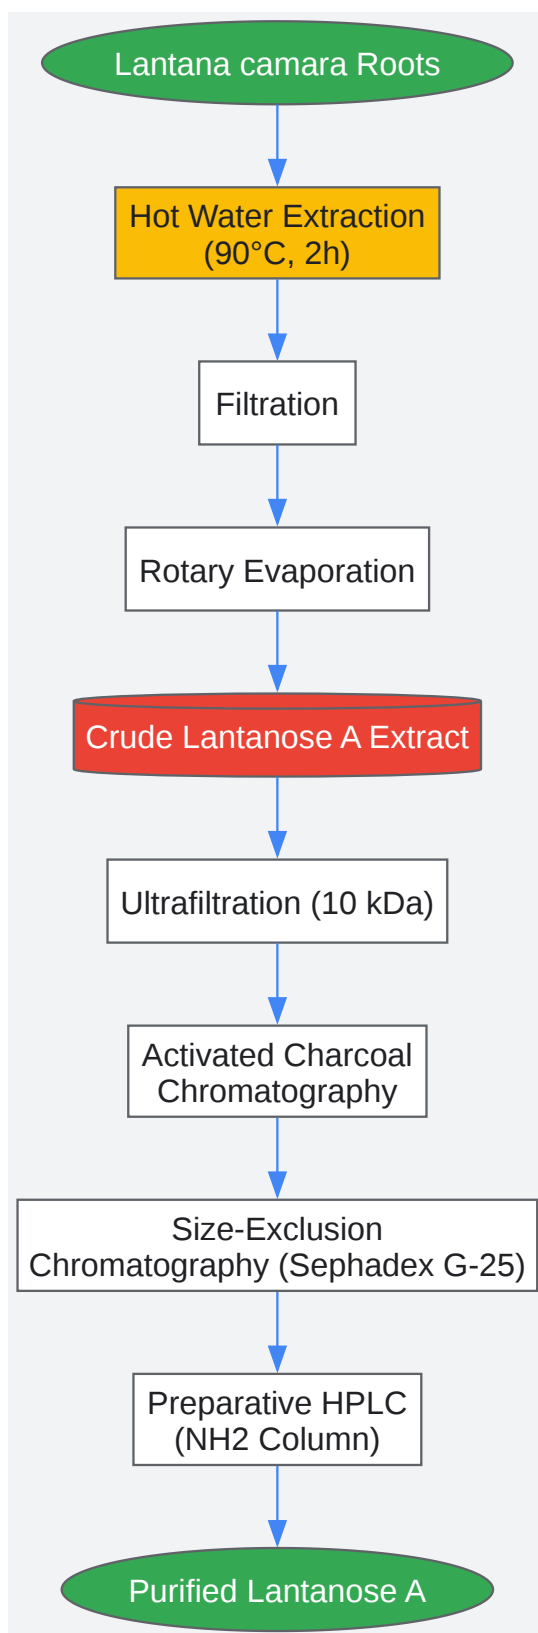 Lantana camara Roots
Hot Water Extraction
(90°C, 2h)
Filtration
Rotary Evaporation
Crude Lantanose A Extract
Ultrafiltration (10 kDa)
Activated Charcoal
Chromatography
Size-Exclusion
Chromatography (Sephadex G-25)
Preparative HPLC
(NH2 Column)
Purified Lantanose A